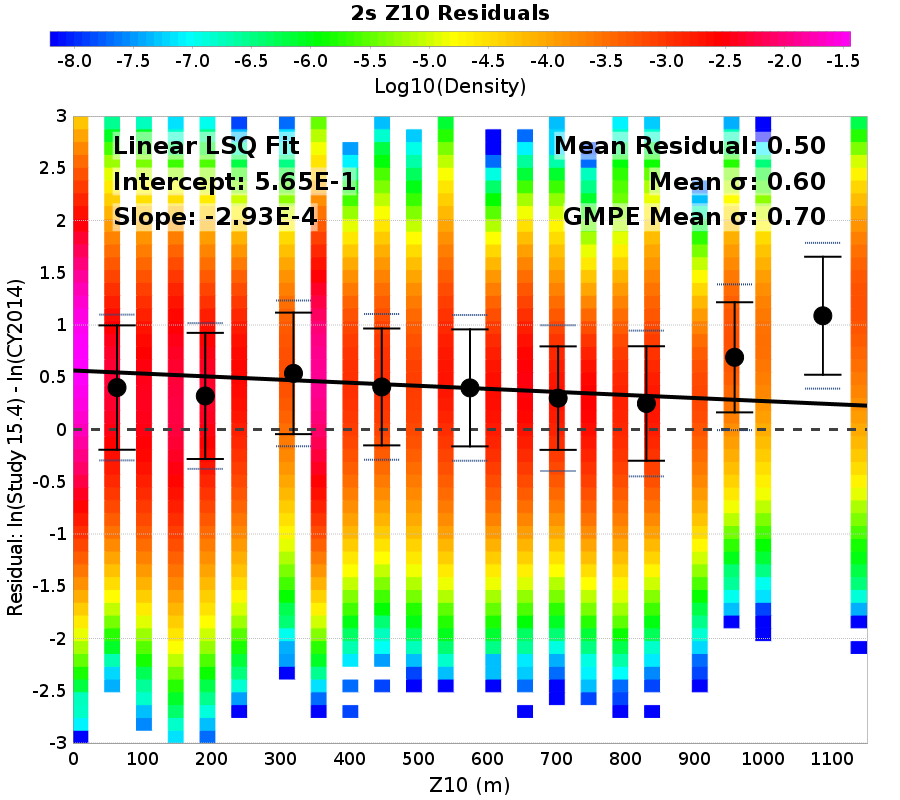 2s Z10 Residuals
-8.0 -7.5 -7.0 -6.5 -6.0 -5.5 -5.0 -4.5 -4.0 -3.5 -3.0 -2.5 -2.0 -1.5
Log10(Density)
Linear LSQ Fit
Intercept: 5.65E-1
Slope: -2.93E-4
Mean Residual: 0.50
Mean σ: 0.60
GMPE Mean σ: 0.70
Residual: ln(Study 15.4) - ln(CY2014)
3
2.5
2
1.5
1
0.5
0
-0.5
-1
-1.5
-2
-2.5
-3
0 100 200 300 400 500 600 700 800 900 1000 1100
Z10 (m)